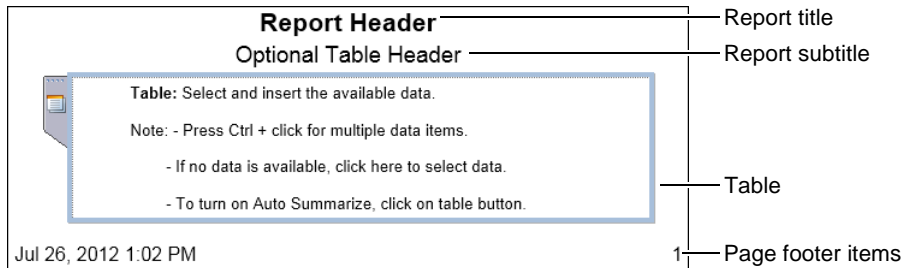 Report Header
Report title
Optional Table Header
Report subtitle
Table: Select and insert the available data.
Note: - Press Ctrl + click for multiple data items.
- If no data is available, click here to select data.
- To turn on Auto Summarize, click on table button.
Table
Jul 26, 2012 1:02 PM
1
Page footer items